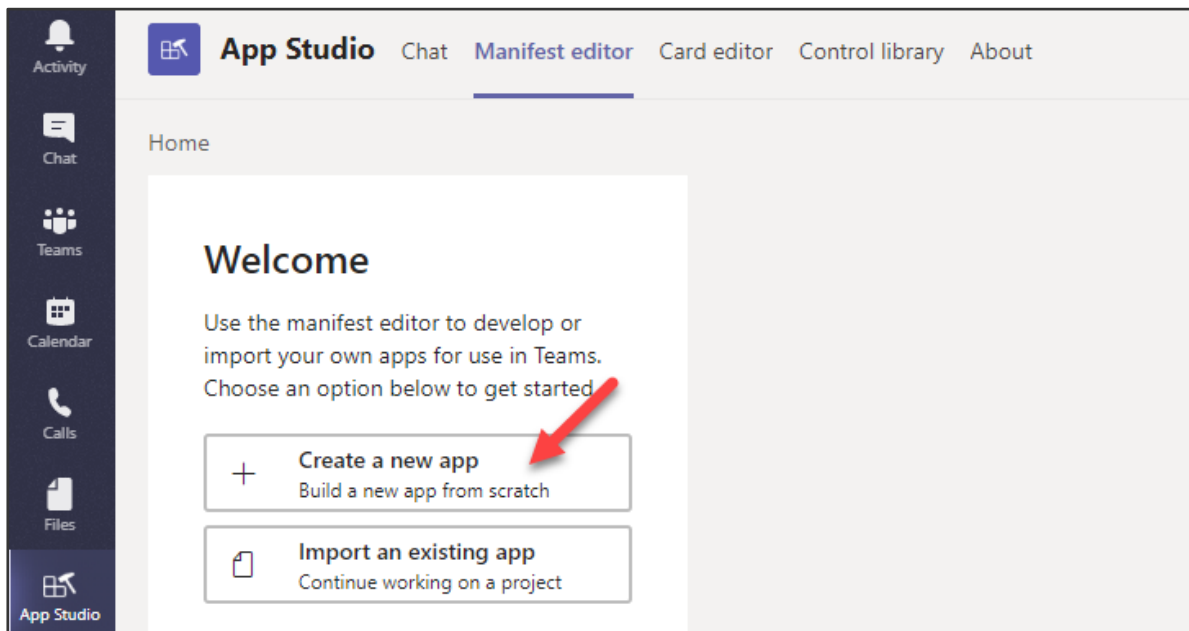 Activity
Chat
Teams
Calendar
Calls
Files
App Studio
App Studio Chat Manifest editor Card editor Control library About
Home
Welcome
Use the manifest editor to develop or
import your own apps for use in Teams.
Choose an option below to get started
Create a new app
Build a new app from scratch
Import an existing app
Continue working on a project